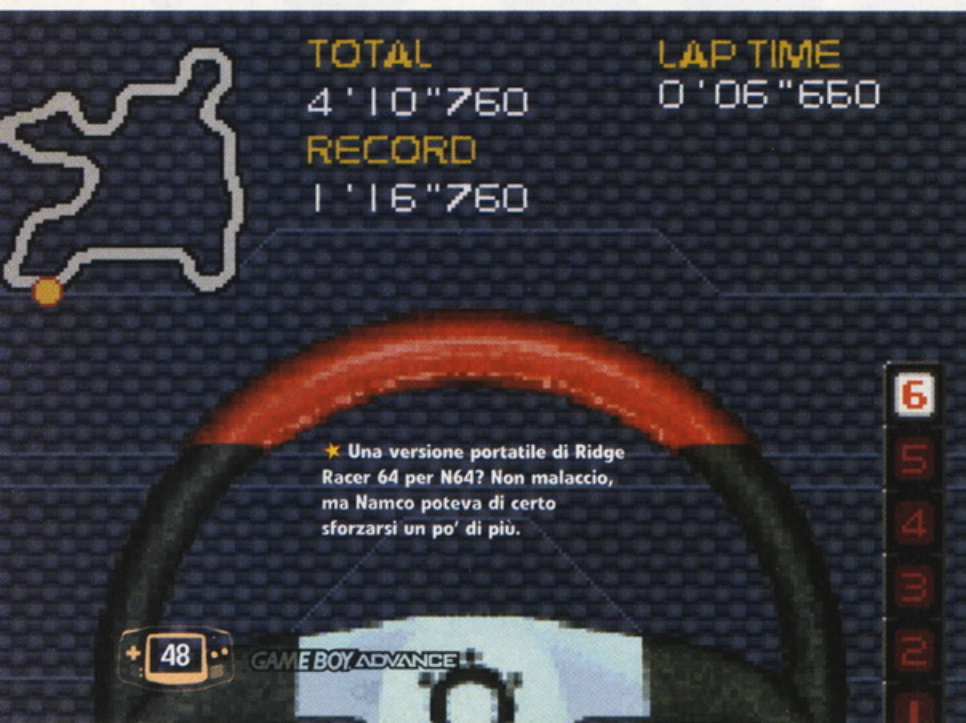 TOTAL
4'10"760
RECORD
1'16"760
LAP TIME
0'06"660
6
5
4
3
2
1
★ Una versione portatile di Ridge
Racer 64 per N64? Non malaccio,
ma Namco poteva di certo
sforzarsi un po' di più.
48
GAME BOY ADVANCE